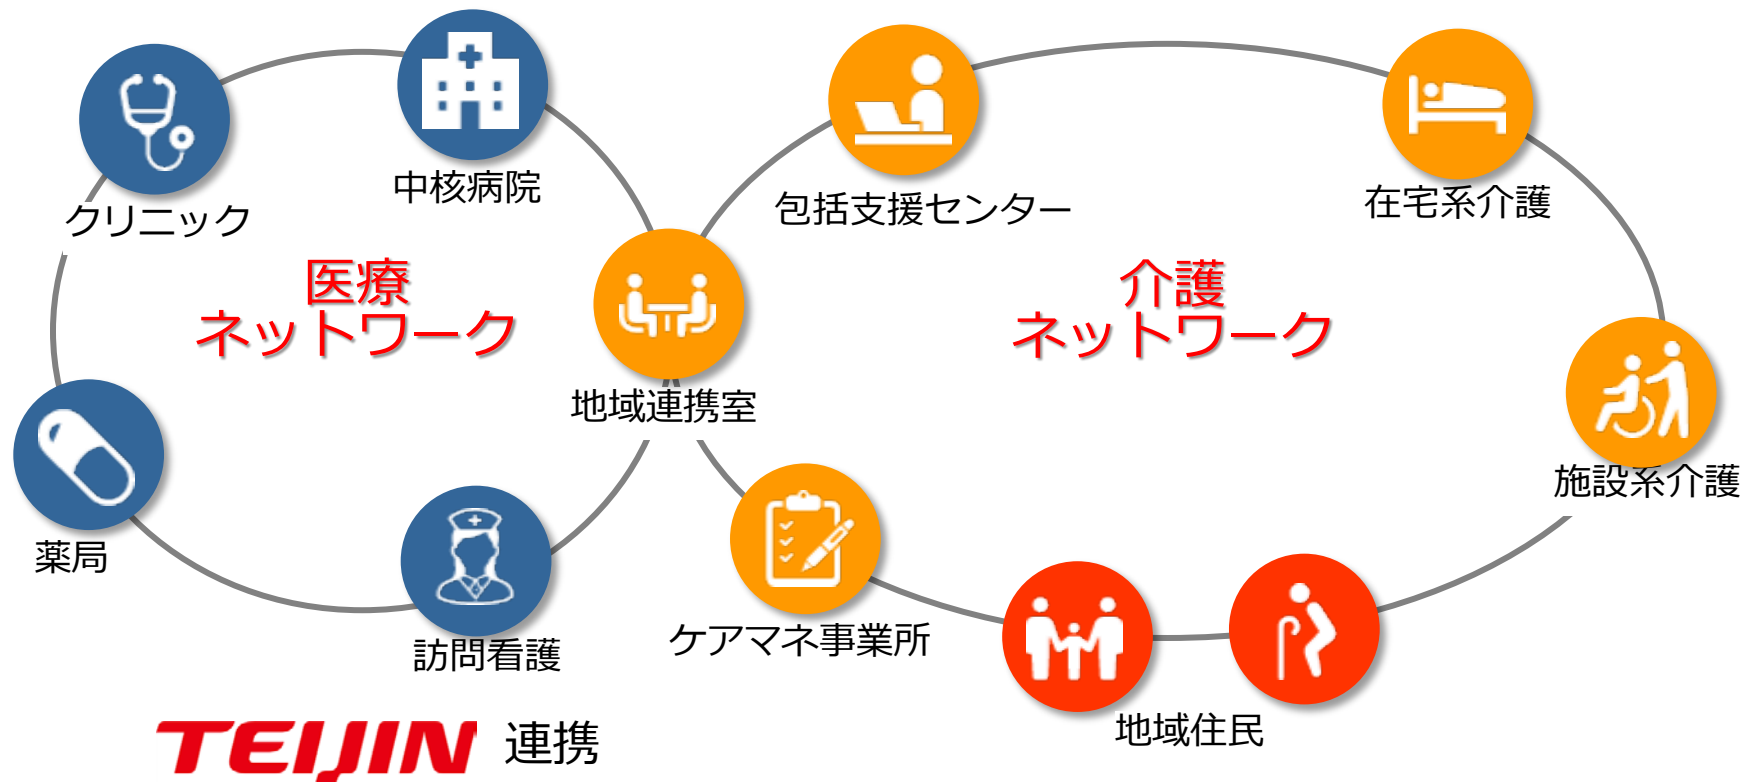 クリニック
中核病院
包括支援センター
在宅系介護
医療
ネットワーク
介護
ネットワーク
地域連携室
施設系介護
薬局
訪問看護
ケアマネ事業所
地域住民
TEIJIN 連携